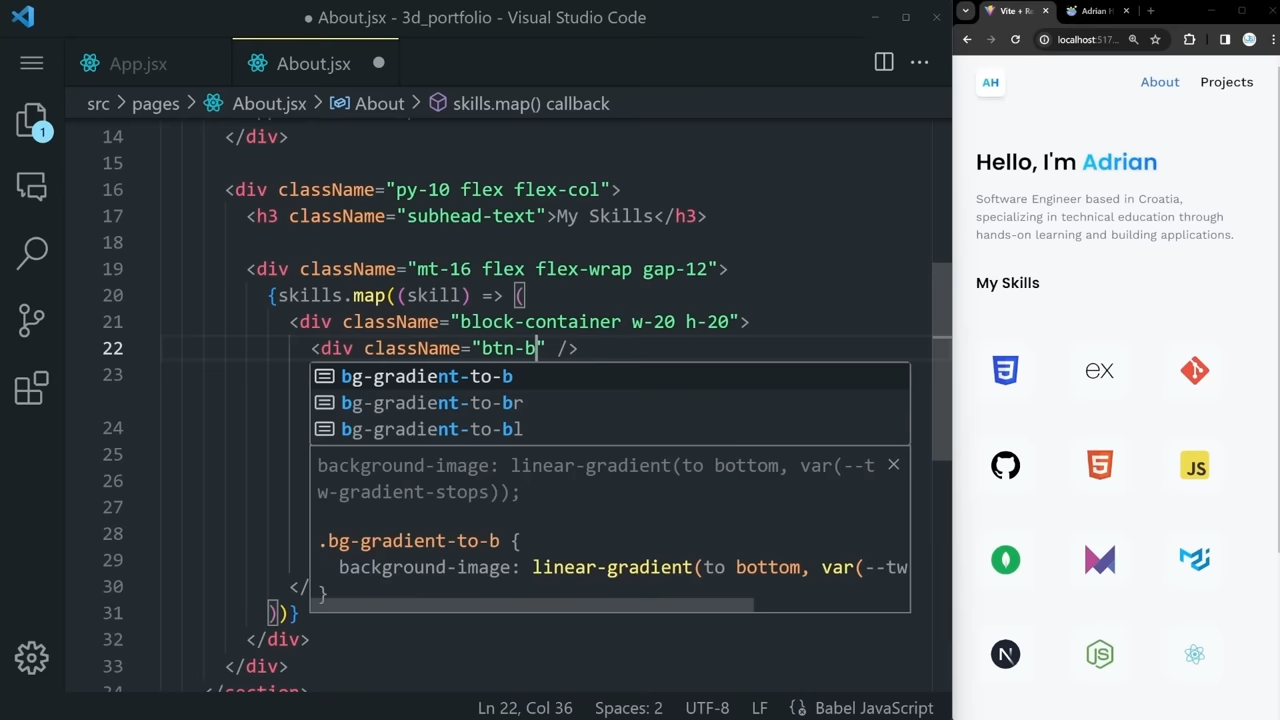 ● About.jsx - 3d_portfolio - Visual Studio Code
App.jsx
About.jsx
src > pages > About.jsx > About > skills.map() callback
14 </div>
15
16 <div className="py-10 flex flex-col">
17 <h3 className="subhead-text">My Skills</h3>
18
19 <div className="mt-16 flex flex-wrap gap-12">
20 {skills.map((skill) => (
21 <div className="block-container w-20 h-20">
22 <div className="btn-b" />
23
bg-gradient-to-b
bg-gradient-to-br
bg-gradient-to-bl
background-image: linear-gradient(to bottom, var(--t
w-gradient-stops));
.bg-gradient-to-b {
background-image: linear-gradient(to bottom, var(--tw
}
24
25
26
27
28
29
30 </
31 ))}
32 </div>
33 </div>
1
Ln 22, Col 36 Spaces: 2 UTF-8 LF Babel JavaScript
Vite + Re
Adrian H
localhost:517...
AH
About Projects
Hello, I'm Adrian
Software Engineer based in Croatia,
specializing in technical education through
hands-on learning and building applications.
My Skills
ex
JS
N
JS